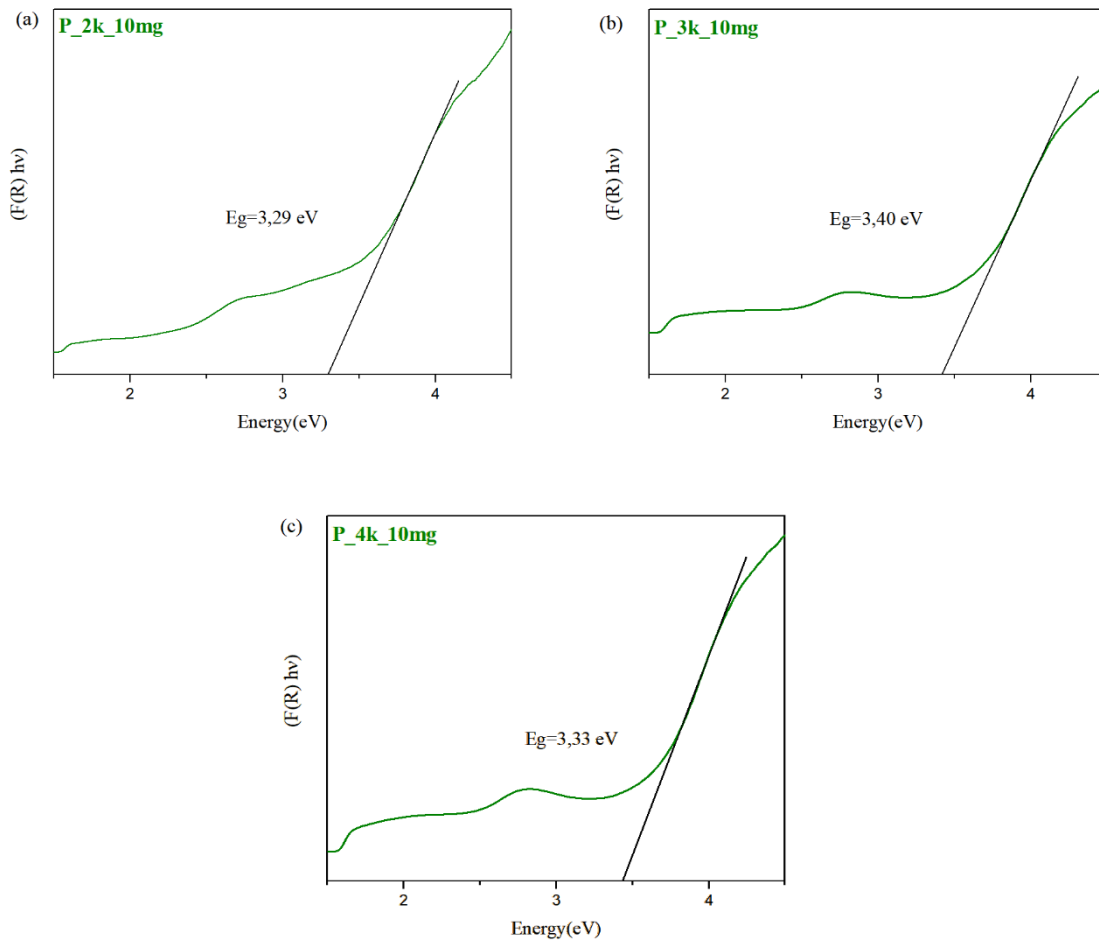 (a)
P_2k_10mg
(F(R) hν)
Eg=3,29 eV
2 3 4
Energy(eV)
(b)
P_3k_10mg
(F(R) hν)
Eg=3,40 eV
2 3 4
Energy(eV)
(c)
P_4k_10mg
(F(R) hν)
Eg=3,33 eV
2 3 4
Energy(eV)